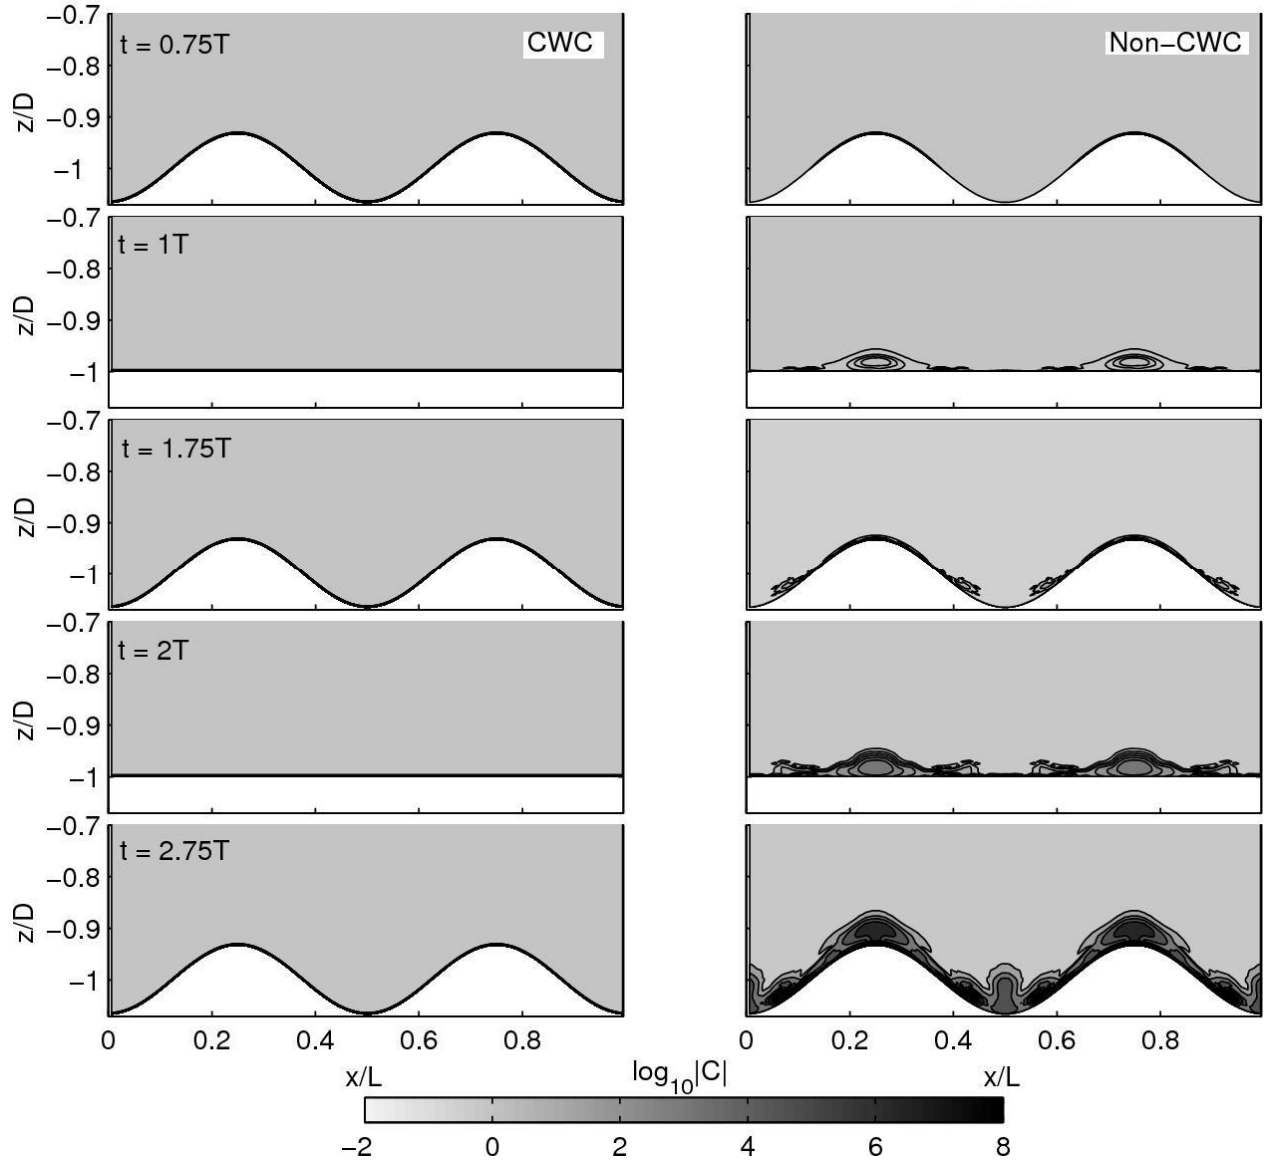 t = 0.75T CWC Non−CWC
−0.7
−0.8
−0.9
−1
z/D
t = 1T
−0.7
−0.8
−0.9
−1
z/D
t = 1.75T
−0.7
−0.8
−0.9
−1
z/D
t = 2T
−0.7
−0.8
−0.9
−1
z/D
t = 2.75T
−0.7
−0.8
−0.9
−1
z/D
0 0.2 0.4 0.6 0.8 0 0.2 0.4 0.6 0.8
x/L log10|C| x/L
−2 0 2 4 6 8